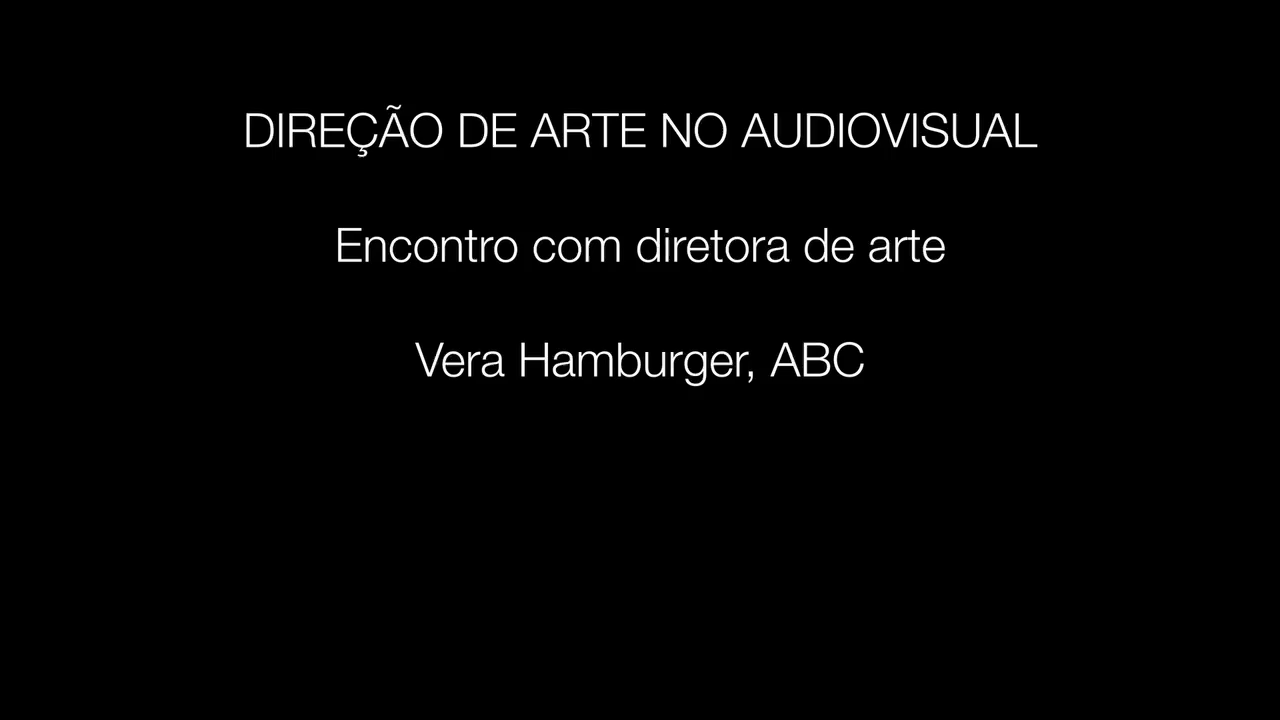 DIREÇÃO DE ARTE NO AUDIOVISUAL
Encontro com diretora de arte
Vera Hamburger, ABC